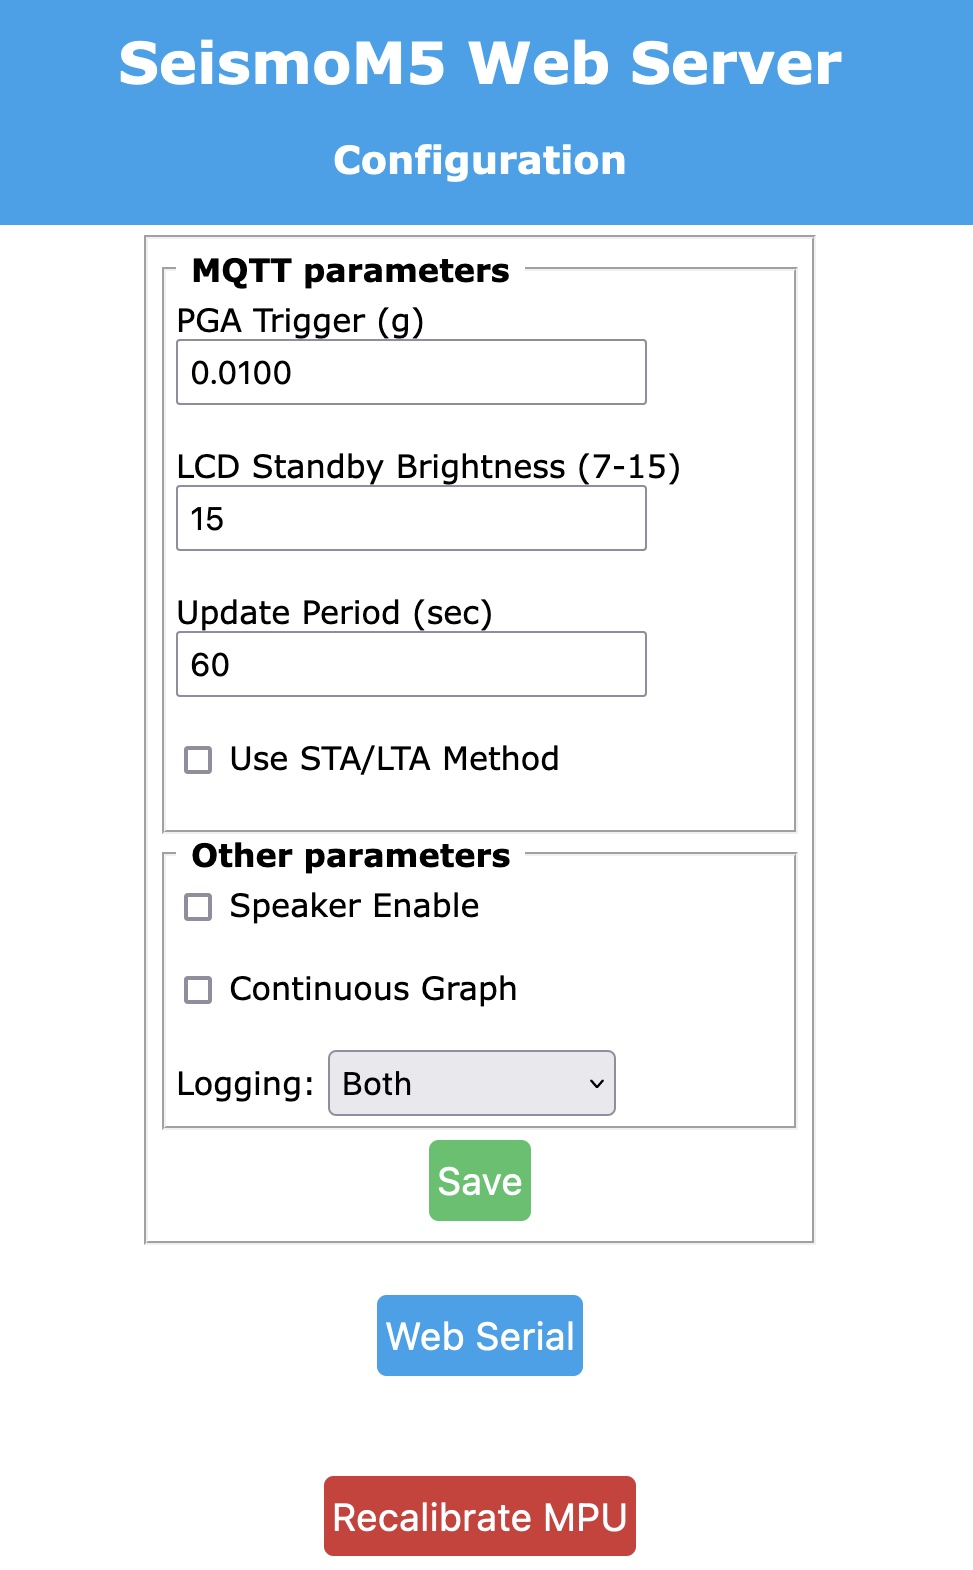 SeismoM5 Web Server
Configuration
MQTT parameters
PGA Trigger (g)
0.0100
LCD Standby Brightness (7-15)
15
Update Period (sec)
60
Use STA/LTA Method
Other parameters
Speaker Enable
Continuous Graph
Logging: Both
Save
Web Serial
Recalibrate MPU